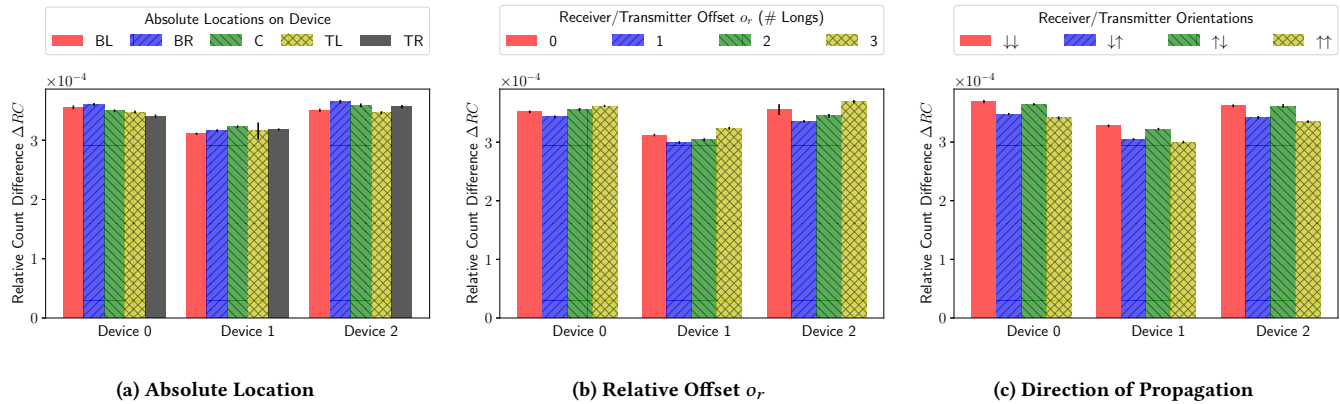 Absolute Locations on Device
BL BR C TL TR
×10⁻⁴
Relative Count Difference ΔRC
3
2
1
0
Device 0 Device 1 Device 2
(a) Absolute Location
Receiver/Transmitter Offset oᵣ (# Longs)
0 1 2 3
×10⁻⁴
Relative Count Difference ΔRC
3
2
1
0
Device 0 Device 1 Device 2
(b) Relative Offset oᵣ
Receiver/Transmitter Orientations
↓↓ ↓↑ ↑↓ ↑↑
×10⁻⁴
Relative Count Difference ΔRC
3
2
1
0
Device 0 Device 1 Device 2
(c) Direction of Propagation